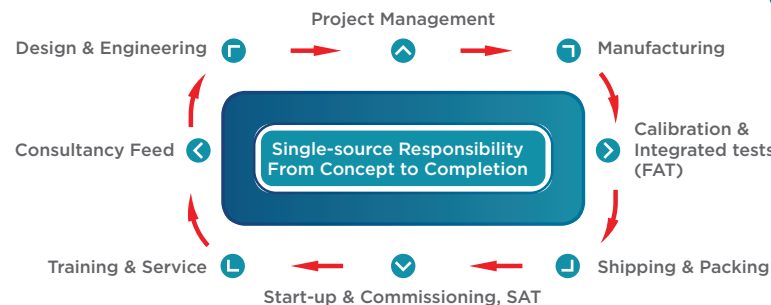 Project Management
Design & Engineering
Manufacturing
Single-source Responsibility
From Concept to Completion
Consultancy Feed
Calibration &
Integrated tests
(FAT)
Training & Service
Shipping & Packing
Start-up & Commissioning, SAT